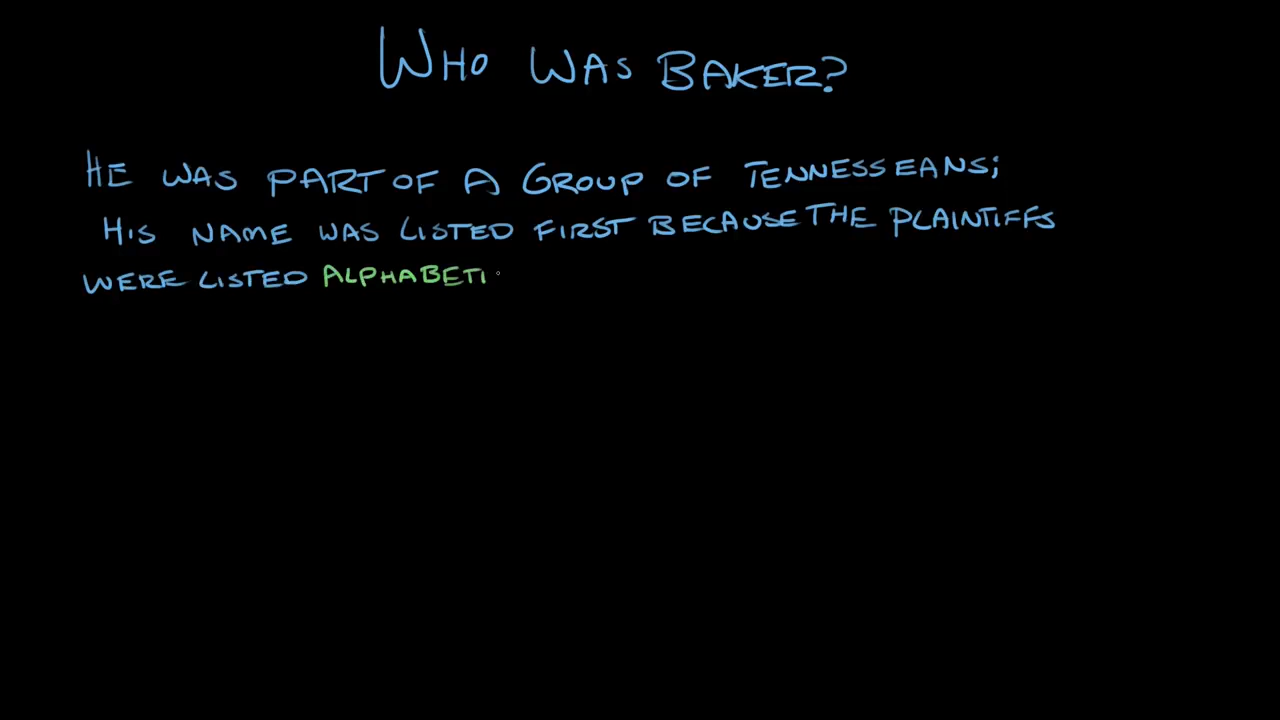 WHO WAS BAKER?
HE WAS PART OF A GROUP OF TENNESSEANS;
HIS NAME WAS LISTED FIRST BECAUSE THE PLAINTIFFS
WERE LISTED ALPHABETI